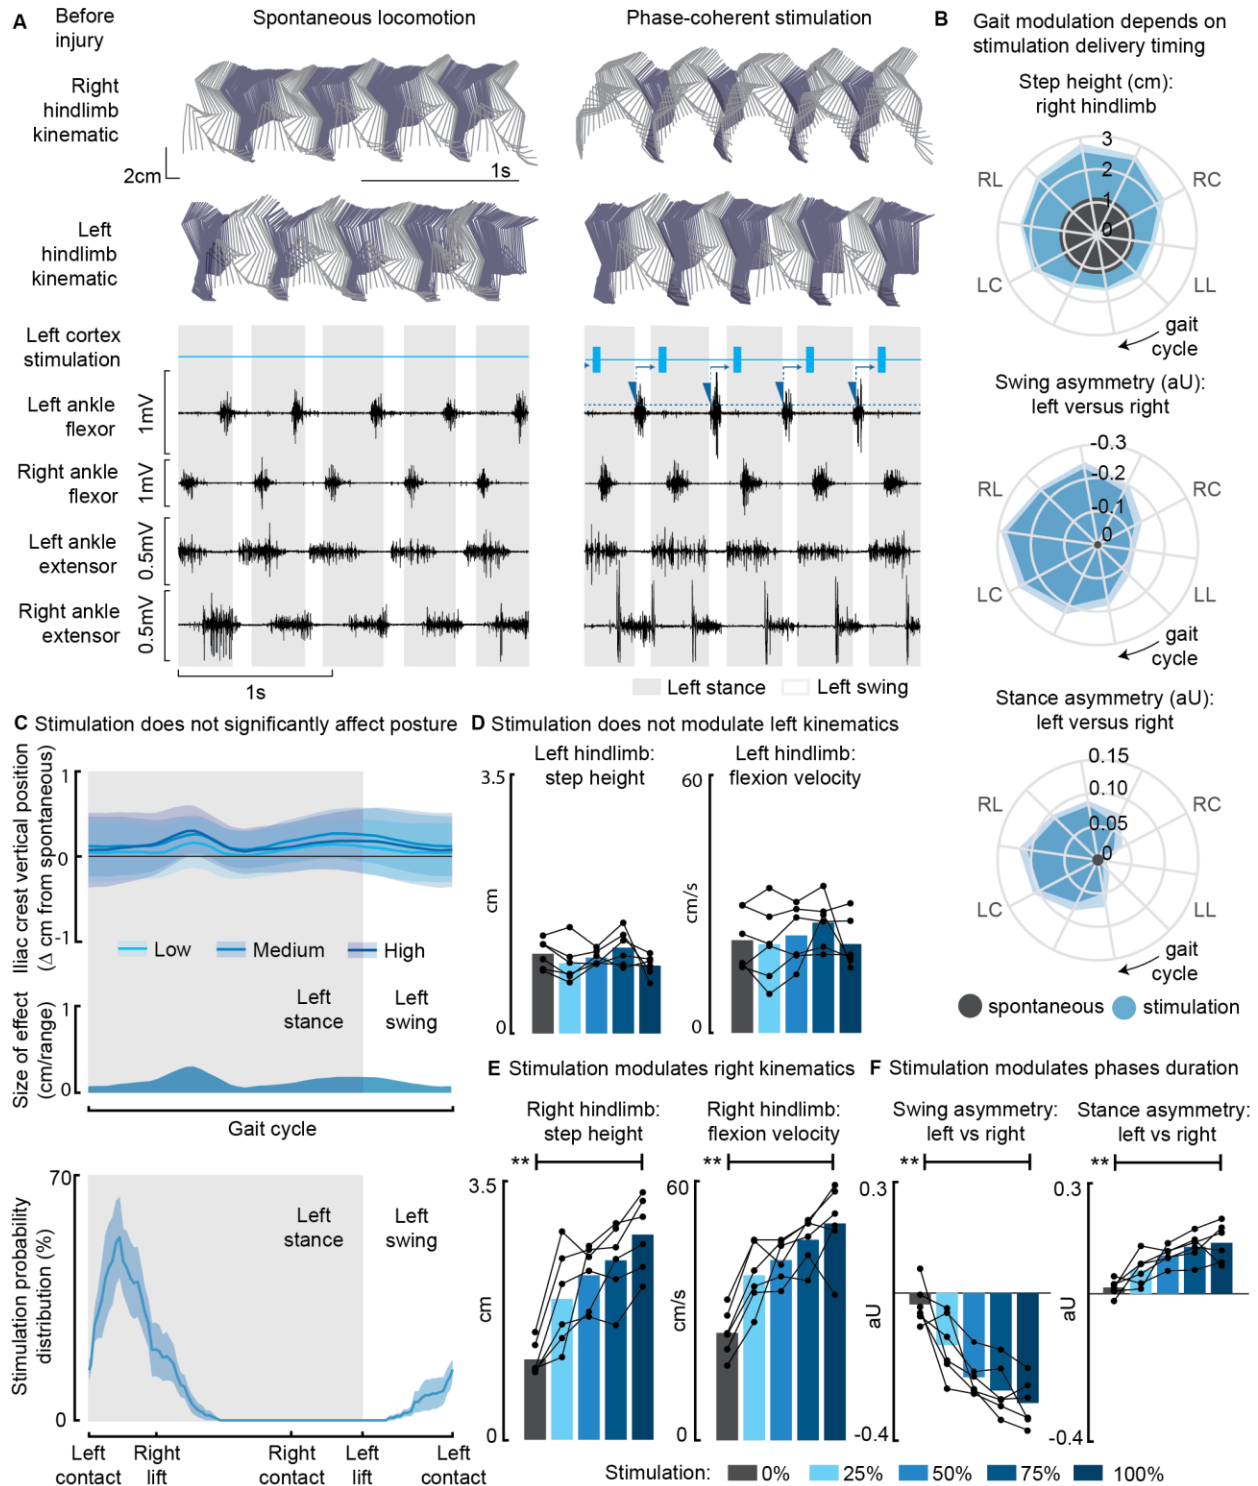 A
Before
injury
Spontaneous locomotion
Phase-coherent stimulation
Right
hindlimb
kinematic
2cm
1s
Left
hindlimb
kinematic
Left cortex
stimulation
Left ankle
flexor
1mV
Right ankle
flexor
1mV
Left ankle
extensor
0.5mV
Right ankle
extensor
0.5mV
1s
Left stance
Left swing
B
Gait modulation depends on
stimulation delivery timing
Step height (cm):
right hindlimb
3
2
1
0
RL
RC
LC
LL
gait
cycle
Swing asymmetry (aU):
left versus right
-0.3
-0.2
-0.1
0
RL
RC
LC
LL
gait
cycle
Stance asymmetry (aU):
left versus right
0.15
0.10
0.05
0
RL
RC
LC
LL
gait
cycle
spontaneous
stimulation
C Stimulation does not significantly affect posture
Iliac crest vertical position
(Δ cm from spontaneous)
1
0
-1
Low
Medium
High
Size of effect
(cm/range)
1
0
Left
stance
Left
swing
Gait cycle
Stimulation probability
distribution (%)
70
0
Left
stance
Left
swing
Left
contact
Right
lift
Right
contact
Left
lift
Left
contact
D Stimulation does not modulate left kinematics
Left hindlimb:
step height
3.5
cm
0
Left hindlimb:
flexion velocity
60
cm/s
0
E Stimulation modulates right kinematics
Right hindlimb:
step height
**
3.5
cm
0
Right hindlimb:
flexion velocity
**
60
cm/s
0
F Stimulation modulates phases duration
Swing asymmetry:
left vs right
**
0.3
aU
-0.4
Stance asymmetry:
left vs right
**
0.3
aU
-0.4
Stimulation:
0%
25%
50%
75%
100%